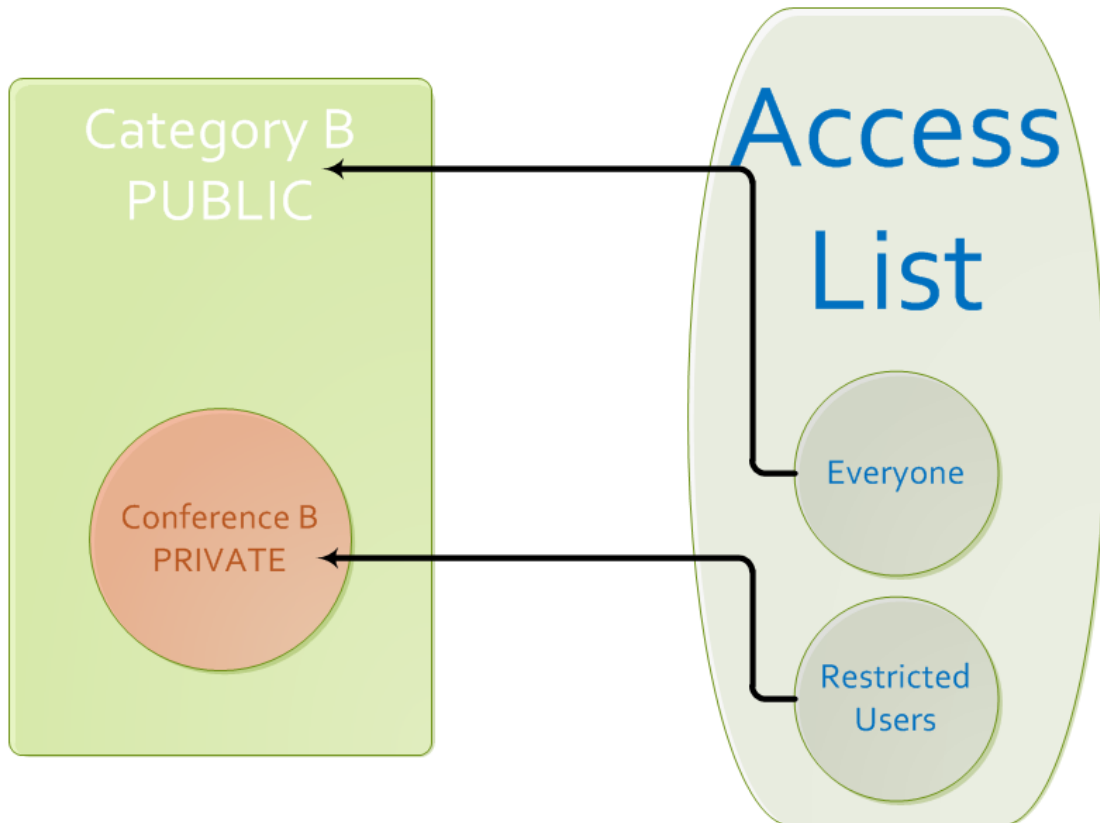 Category B
PUBLIC
Conference B
PRIVATE
Access
List
Everyone
Restricted
Users